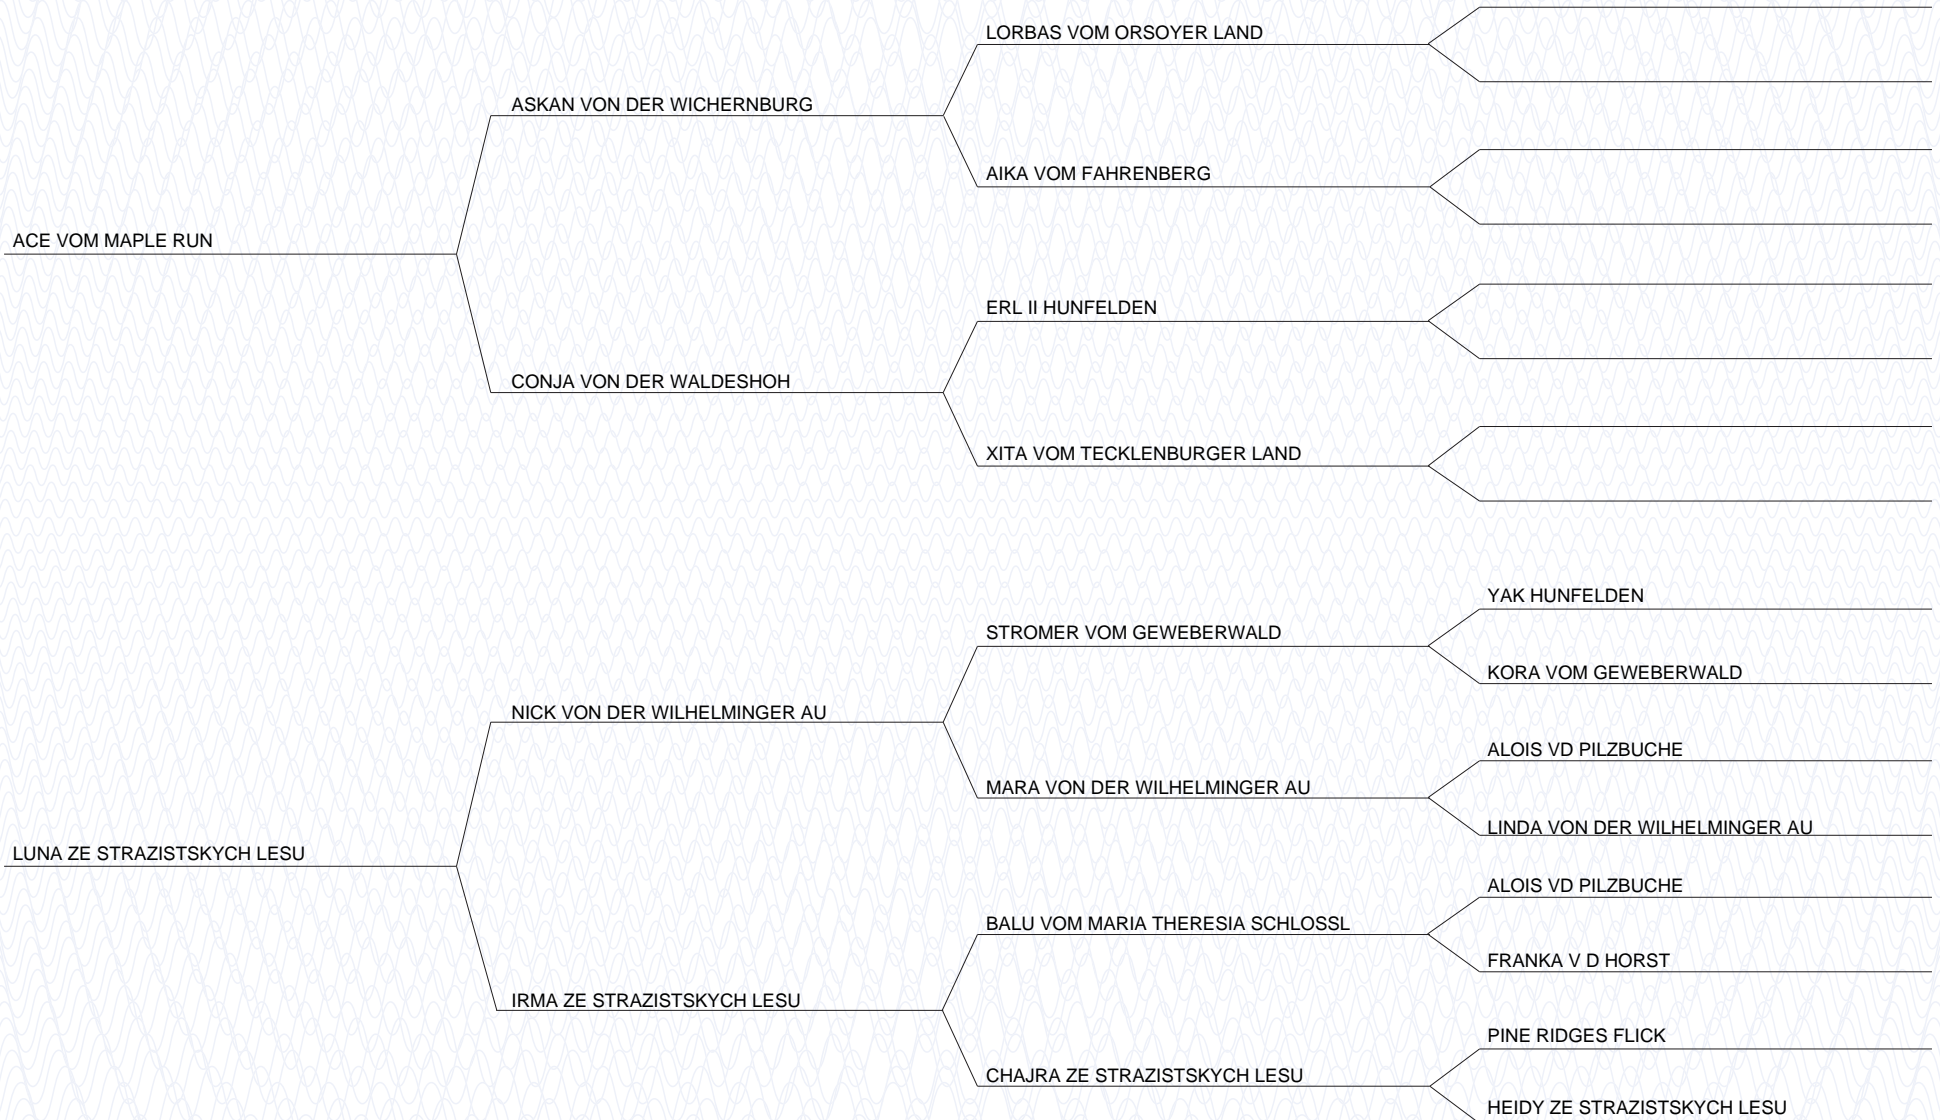 LORBAS VOM ORSOYER LAND
ASKAN VON DER WICHERNBURG
AIKA VOM FAHRENBERG
ACE VOM MAPLE RUN
ERL II HUNFELDEN
CONJA VON DER WALDESHOH
XITA VOM TECKLENBURGER LAND
YAK HUNFELDEN
STROMER VOM GEWEBERWALD
KORA VOM GEWEBERWALD
NICK VON DER WILHELMINGER AU
ALOIS VD PILZBUCHE
MARA VON DER WILHELMINGER AU
LINDA VON DER WILHELMINGER AU
LUNA ZE STRAZISTSKYCH LESU
ALOIS VD PILZBUCHE
BALU VOM MARIA THERESIA SCHLOSSL
FRANKA V D HORST
IRMA ZE STRAZISTSKYCH LESU
PINE RIDGES FLICK
CHAJRA ZE STRAZISTSKYCH LESU
HEIDY ZE STRAZISTSKYCH LESU